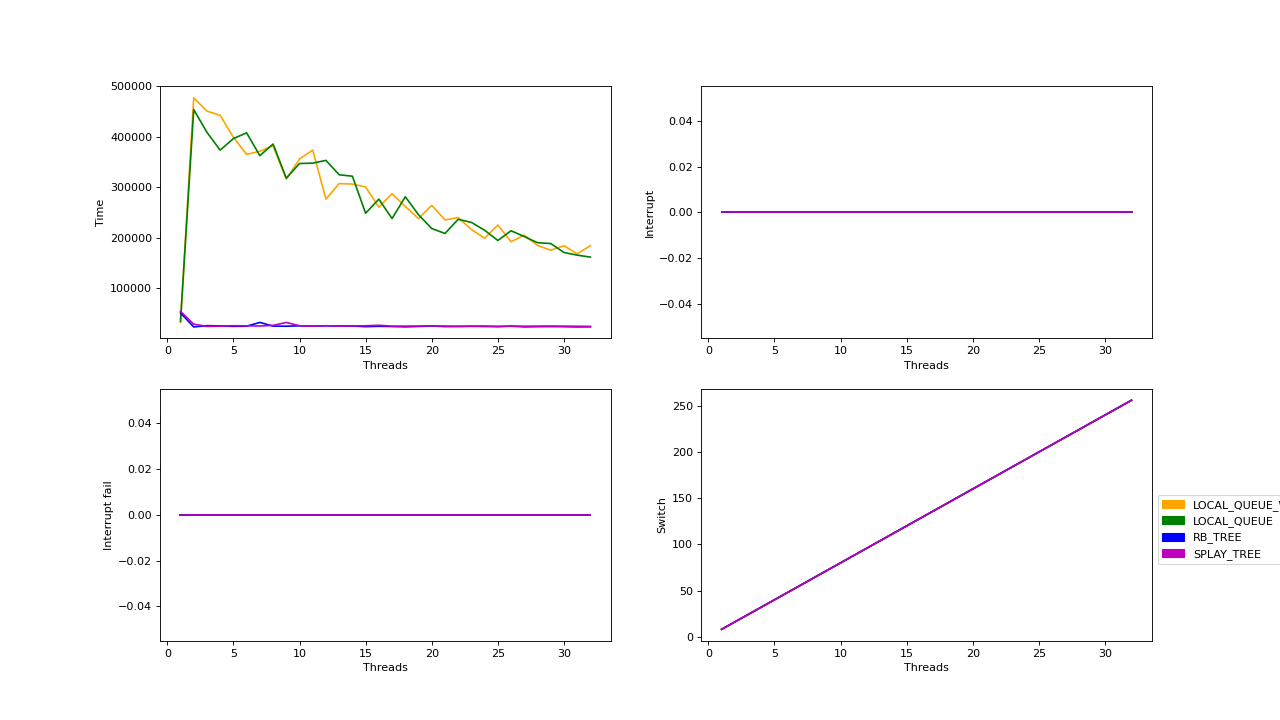 500000
400000
300000
200000
100000
Time
0 5 10 15 20 25 30
Threads
0.04
0.02
0.00
−0.02
−0.04
Interrupt
0 5 10 15 20 25 30
Threads
0.04
0.02
0.00
−0.02
−0.04
Interrupt fail
0 5 10 15 20 25 30
Threads
250
200
150
100
50
0
Switch
0 5 10 15 20 25 30
Threads
LOCAL_QUEUE_
LOCAL_QUEUE
RB_TREE
SPLAY_TREE